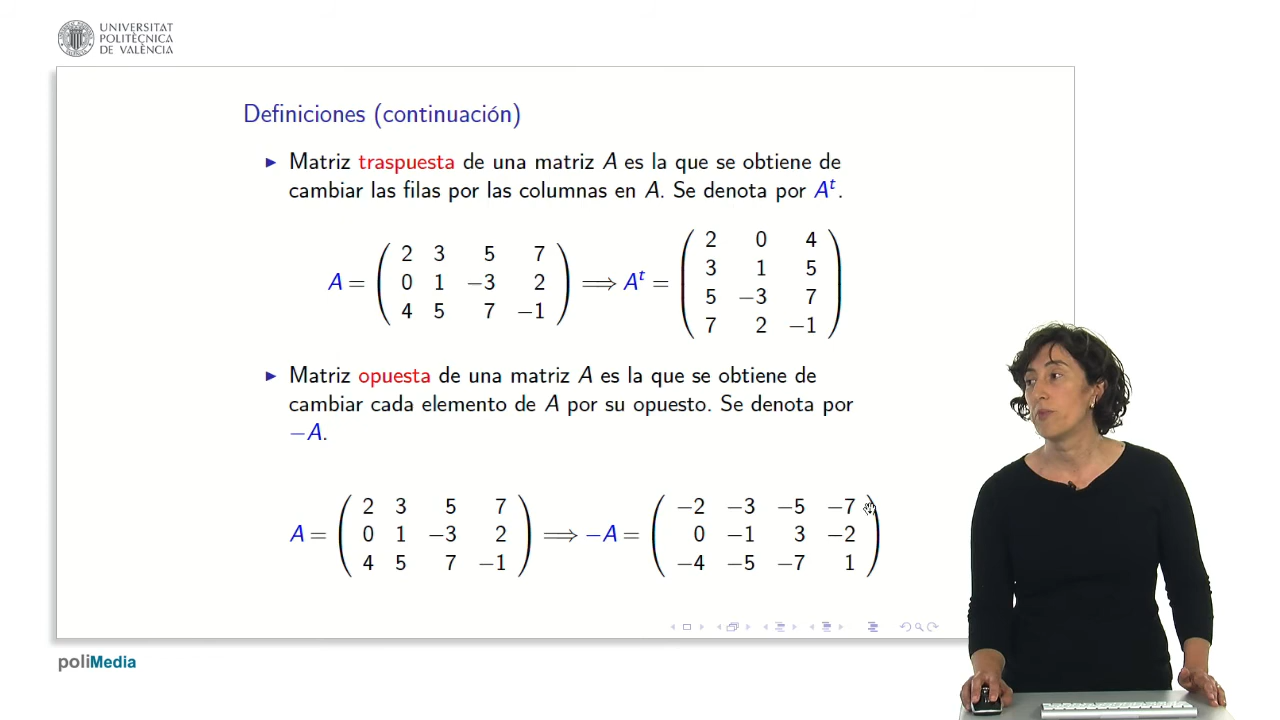 UNIVERSITAT
POLITÈCNICA
DE VALÈNCIA
Definiciones (continuación)
▶ Matriz traspuesta de una matriz A es la que se obtiene de
cambiar las filas por las columnas en A. Se denota por Aᵗ.
A = ( 2 3 5 7 ; 0 1 −3 2 ; 4 5 7 −1 ) ⟹ Aᵗ = ( 2 0 4 ; 3 1 5 ; 5 −3 7 ; 7 2 −1 )
▶ Matriz opuesta de una matriz A es la que se obtiene de
cambiar cada elemento de A por su opuesto. Se denota por
−A.
A = ( 2 3 5 7 ; 0 1 −3 2 ; 4 5 7 −1 ) ⟹ −A = ( −2 −3 −5 −7 ; 0 −1 3 −2 ; −4 −5 −7 1 )
poliMedia